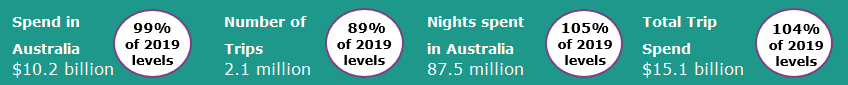 Spend in
Australia
$10.2 billion
99%
of 2019
levels
Number of
Trips
2.1 million
89%
of 2019
levels
Nights spent
in Australia
87.5 million
105%
of 2019
levels
Total Trip
Spend
$15.1 billion
104%
of 2019
levels